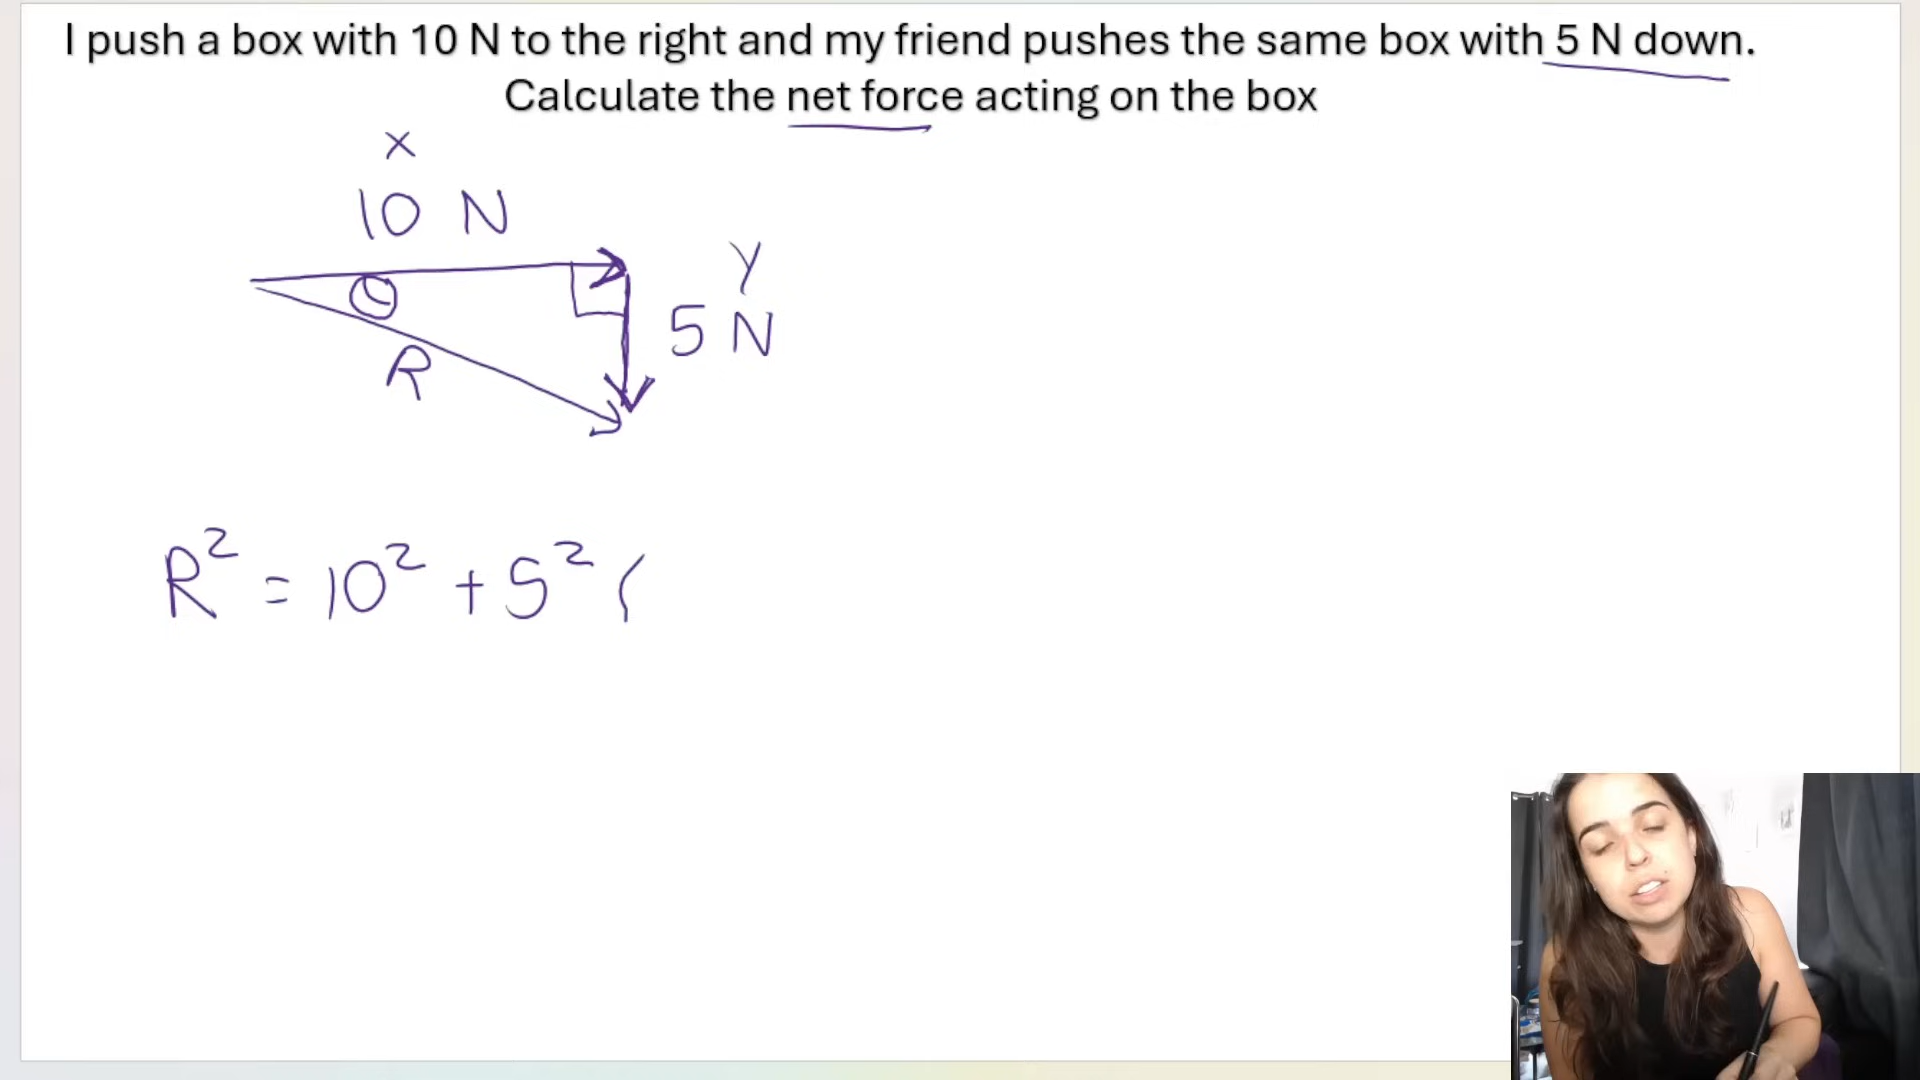 I push a box with 10 N to the right and my friend pushes the same box with 5 N down.
Calculate the net force acting on the box
x
10 N
y
5 N
R
R² = 10² + 5² (